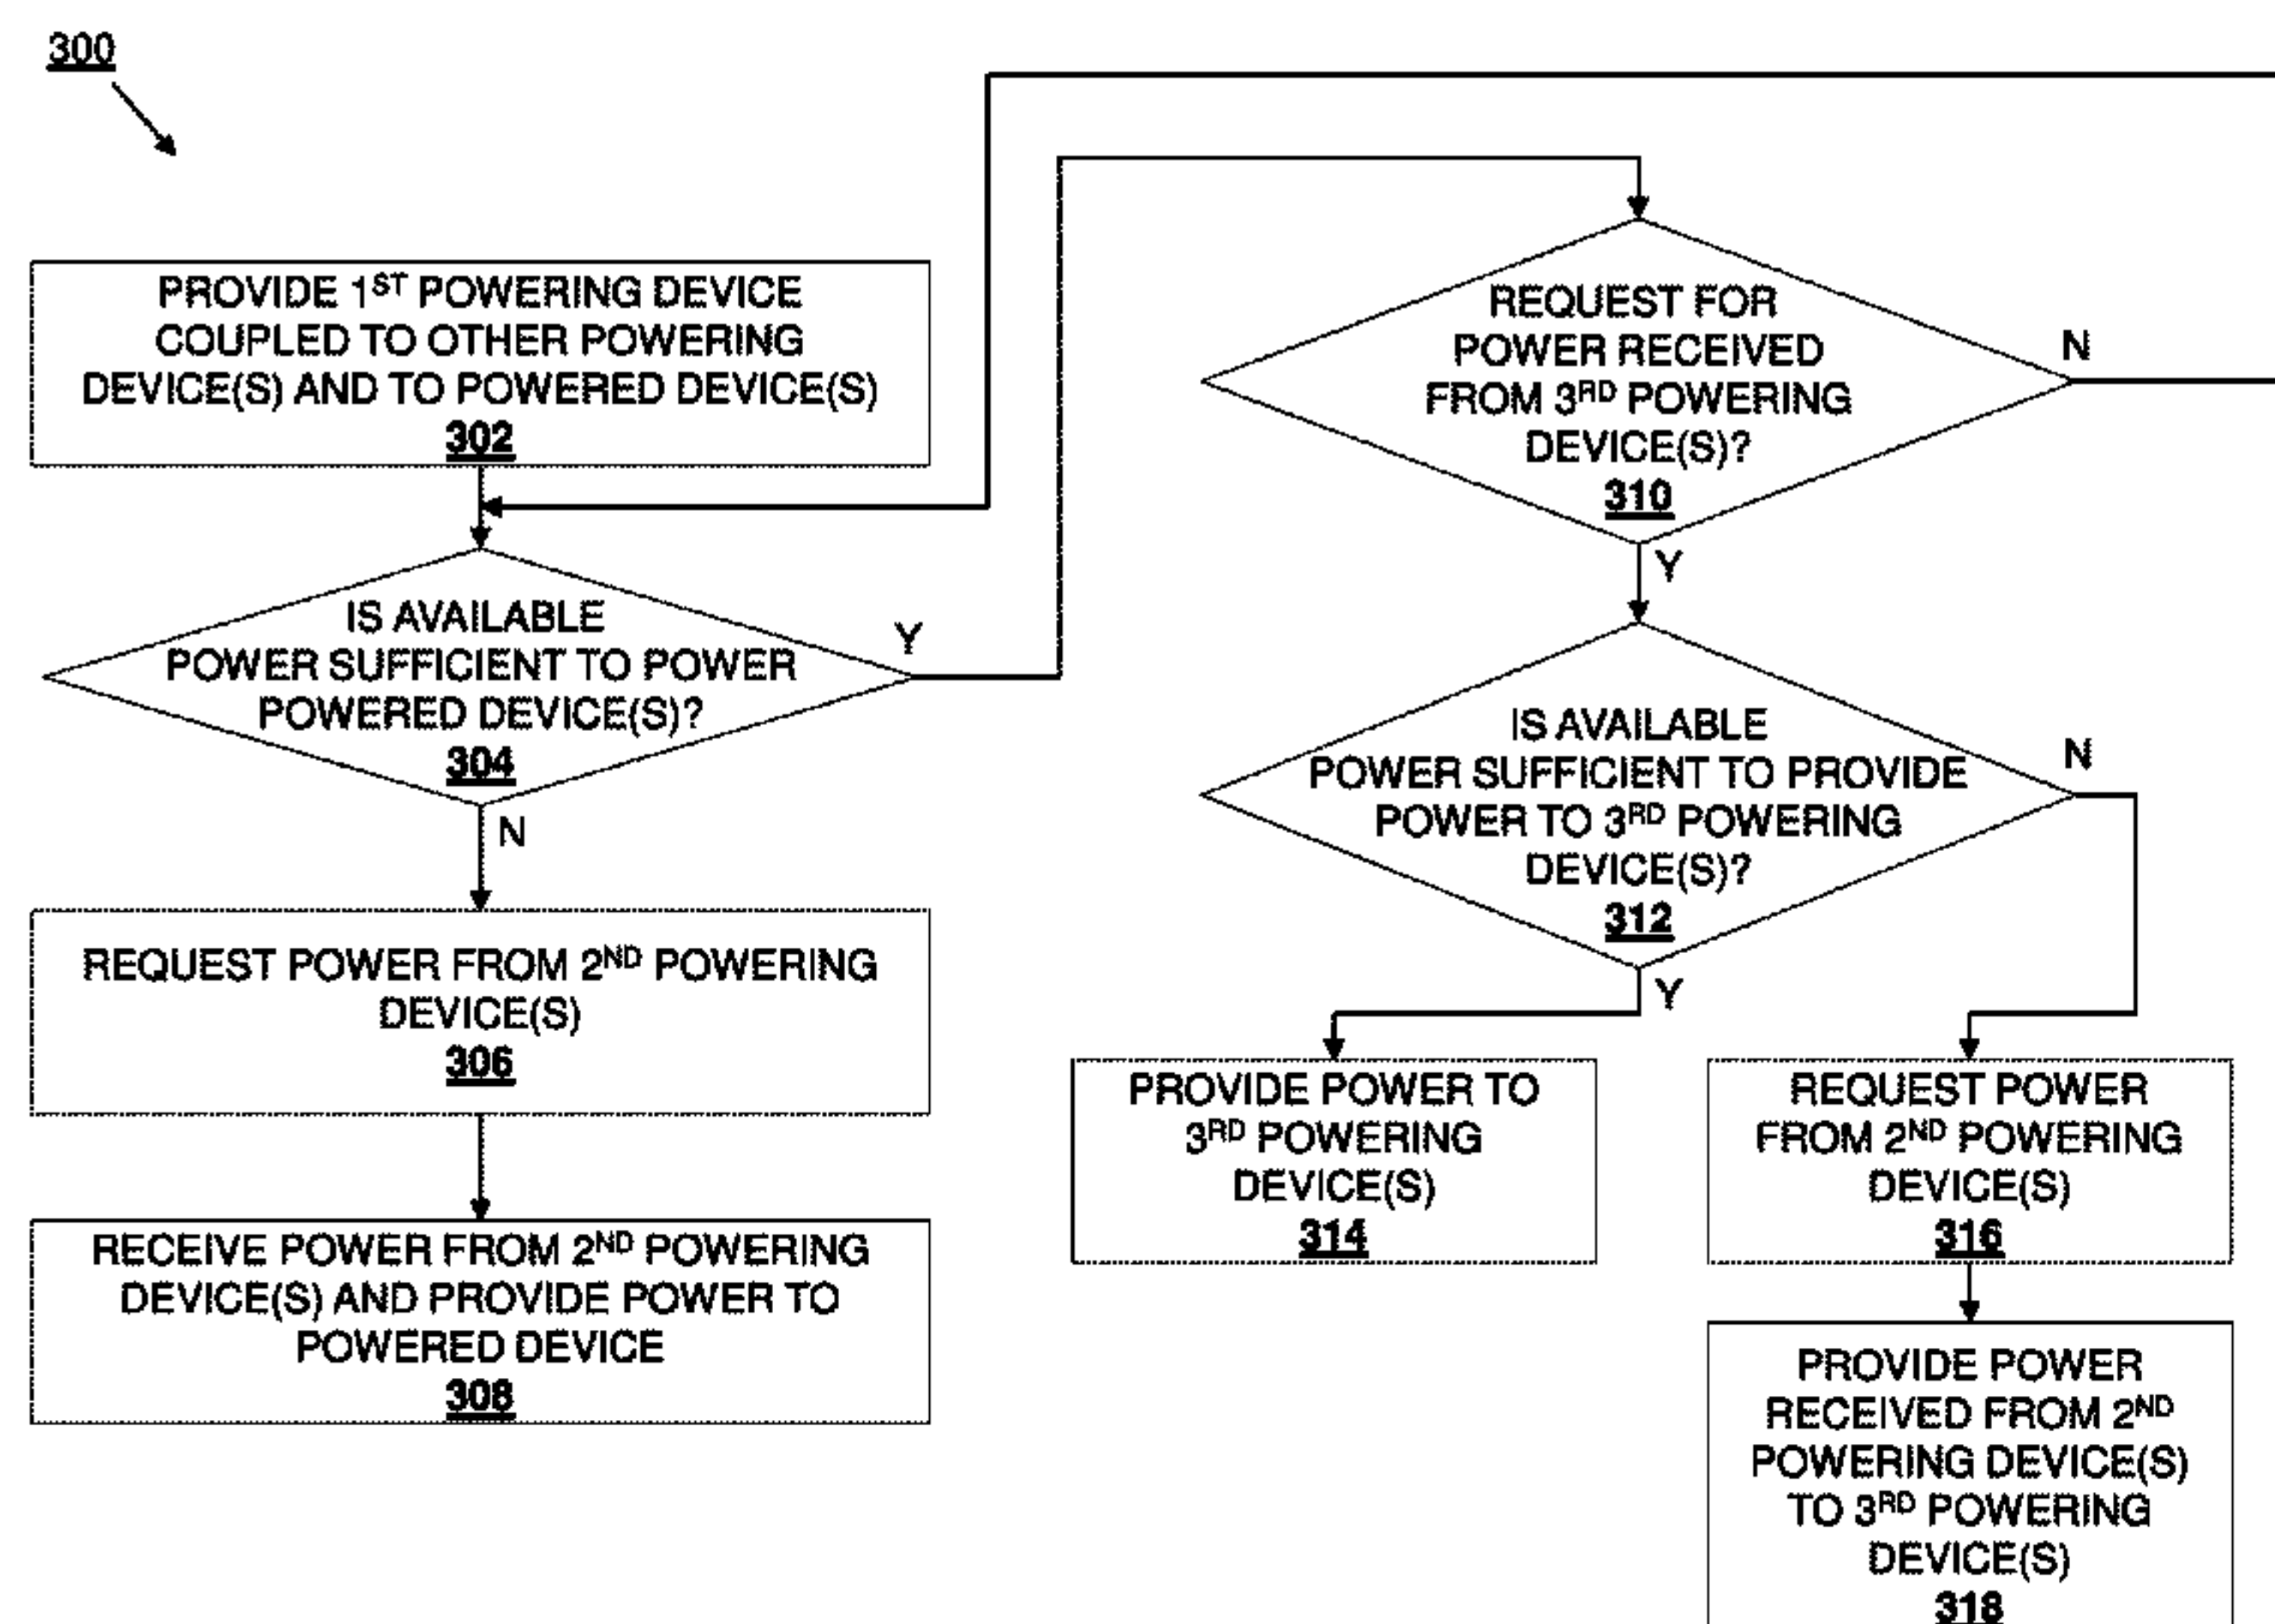 300
PROVIDE 1ST POWERING DEVICE
COUPLED TO OTHER POWERING
DEVICE(S) AND TO POWERED DEVICE(S)
302
IS AVAILABLE
POWER SUFFICIENT TO POWER
POWERED DEVICE(S)?
304
Y
N
REQUEST POWER FROM 2ND POWERING
DEVICE(S)
306
RECEIVE POWER FROM 2ND POWERING
DEVICE(S) AND PROVIDE POWER TO
POWERED DEVICE
308
REQUEST FOR
POWER RECEIVED
FROM 3RD POWERING
DEVICE(S)?
310
N
Y
IS AVAILABLE
POWER SUFFICIENT TO PROVIDE
POWER TO 3RD POWERING
DEVICE(S)?
312
N
Y
PROVIDE POWER TO
3RD POWERING
DEVICE(S)
314
REQUEST POWER
FROM 2ND POWERING
DEVICE(S)
316
PROVIDE POWER
RECEIVED FROM 2ND
POWERING DEVICE(S)
TO 3RD POWERING
DEVICE(S)
318